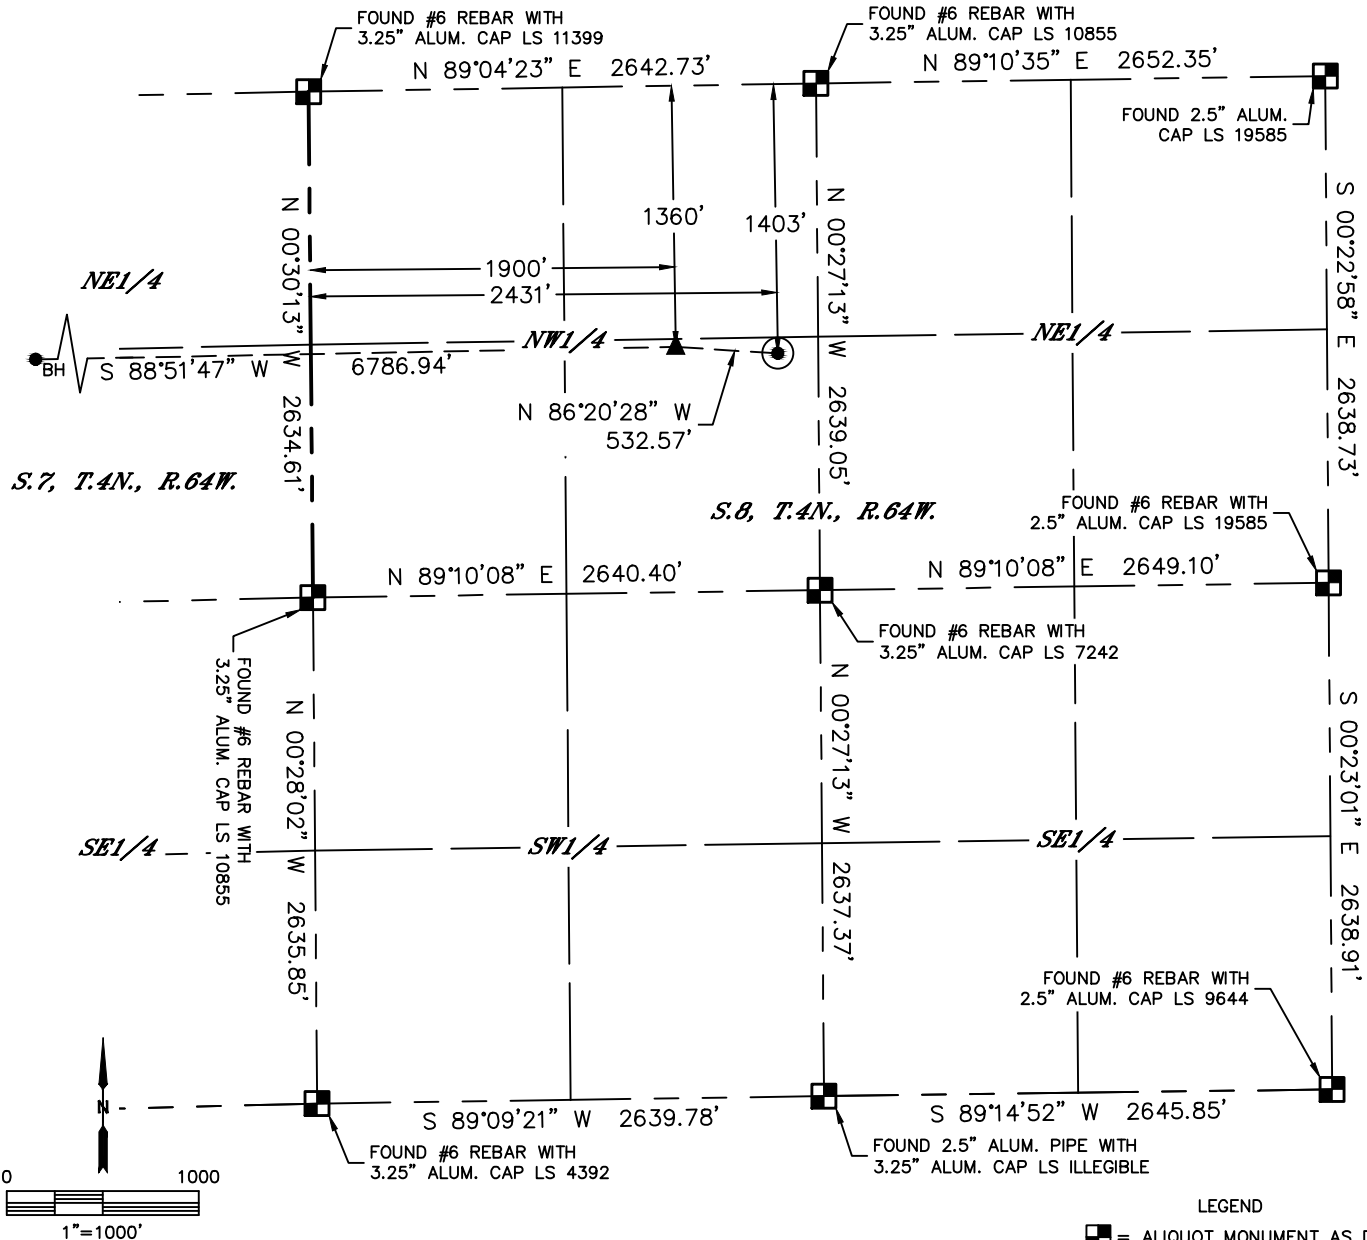 FOUND #6 REBAR WITH
3.25" ALUM. CAP LS 11399
FOUND #6 REBAR WITH
3.25" ALUM. CAP LS 10855
N 89°04'23" E 2642.73'
N 89°10'35" E 2652.35'
FOUND 2.5" ALUM.
CAP LS 19585
N 00°30'13" W 2634.61'
1360'
1403'
N 00°27'13" W 2639.05'
S 00°22'58" E 2638.73'
NE1/4
1900'
2431'
NW1/4
NE1/4
BH
S 88°51'47" W 6786.94'
N 86°20'28" W
532.57'
S.7, T.4N., R.64W.
S.8, T.4N., R.64W.
FOUND #6 REBAR WITH
2.5" ALUM. CAP LS 19585
N 89°10'08" E 2640.40'
N 89°10'08" E 2649.10'
FOUND #6 REBAR WITH
3.25" ALUM. CAP LS 7242
FOUND #6 REBAR WITH
3.25" ALUM. CAP LS 10855
N 00°28'02" W 2635.85'
N 00°27'13" W 2637.37'
S 00°23'01" E 2638.91'
SE1/4
SW1/4
SE1/4
FOUND #6 REBAR WITH
2.5" ALUM. CAP LS 9644
N
S 89°09'21" W 2639.78'
S 89°14'52" W 2645.85'
FOUND #6 REBAR WITH
3.25" ALUM. CAP LS 4392
FOUND 2.5" ALUM. PIPE WITH
3.25" ALUM. CAP LS ILLEGIBLE
0 1000
1"=1000'
LEGEND
= ALIQUOT MONUMENT AS